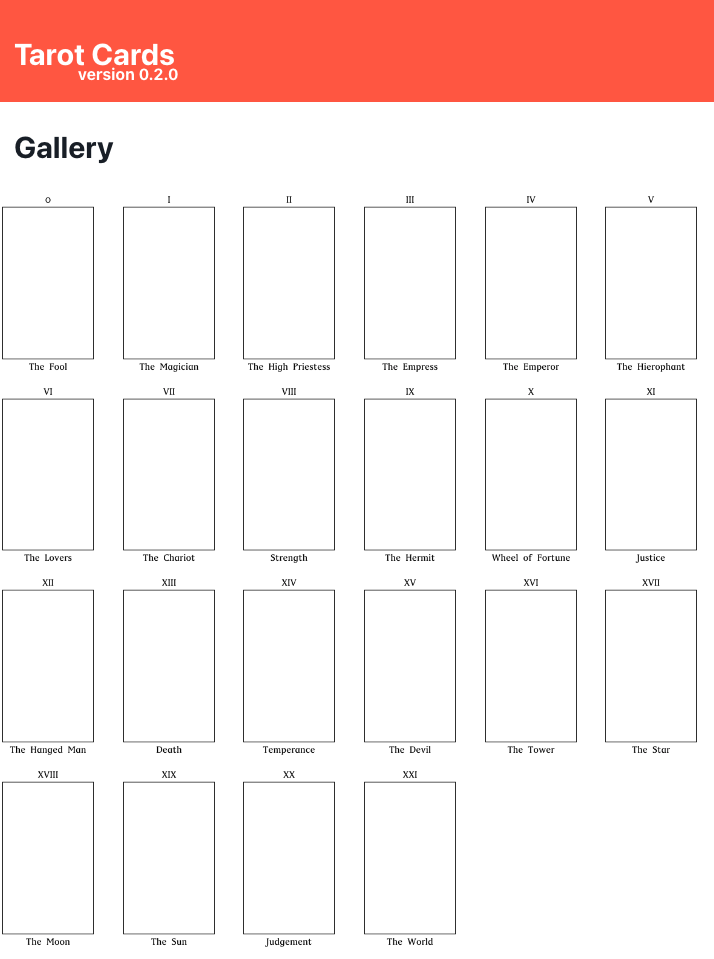 Tarot Cards
version 0.2.0
Gallery
0 I II III IV V
The Fool The Magician The High Priestess The Empress The Emperor The Hierophant
VI VII VIII IX X XI
The Lovers The Chariot Strength The Hermit Wheel of Fortune Justice
XII XIII XIV XV XVI XVII
The Hanged Man Death Temperance The Devil The Tower The Star
XVIII XIX XX XXI
The Moon The Sun Judgement The World